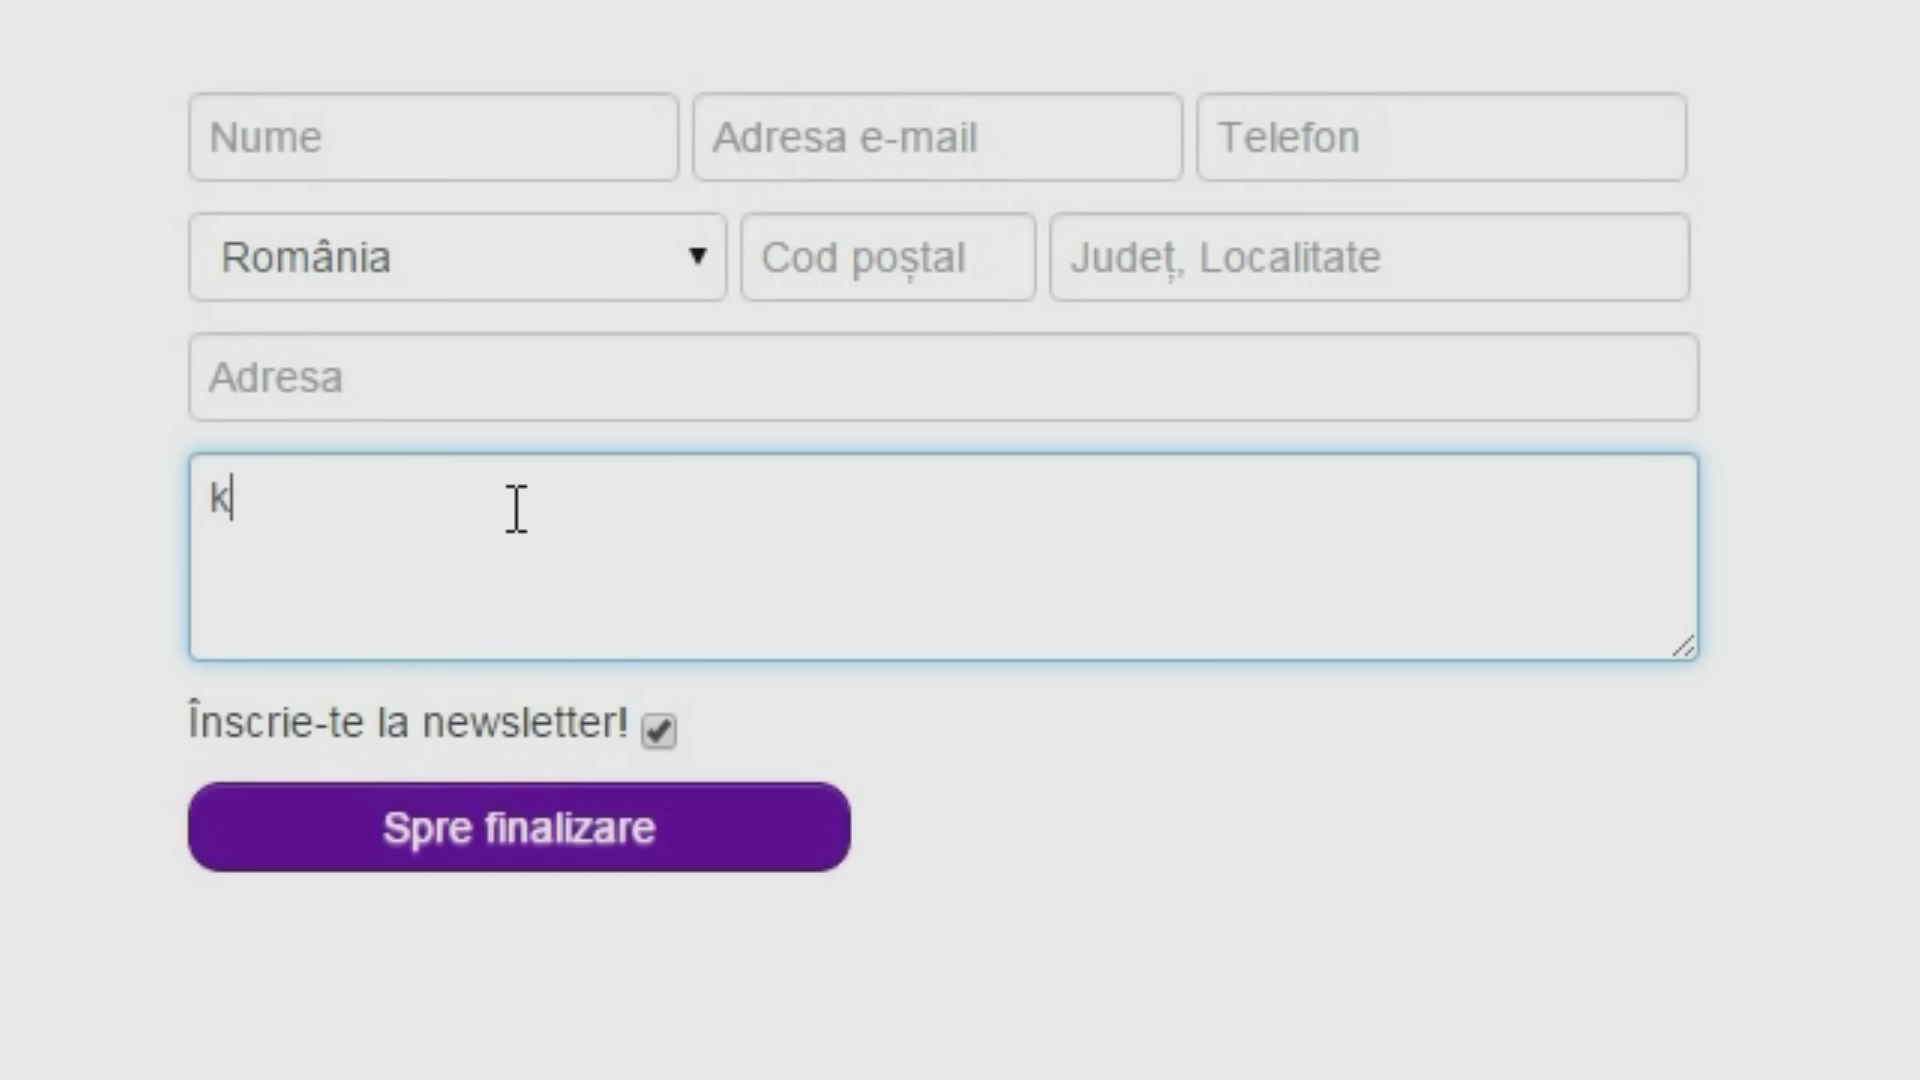 Nume Adresa e-mail Telefon
România Cod poștal Județ, Localitate
Adresa
k
Înscrie-te la newsletter!
Spre finalizare